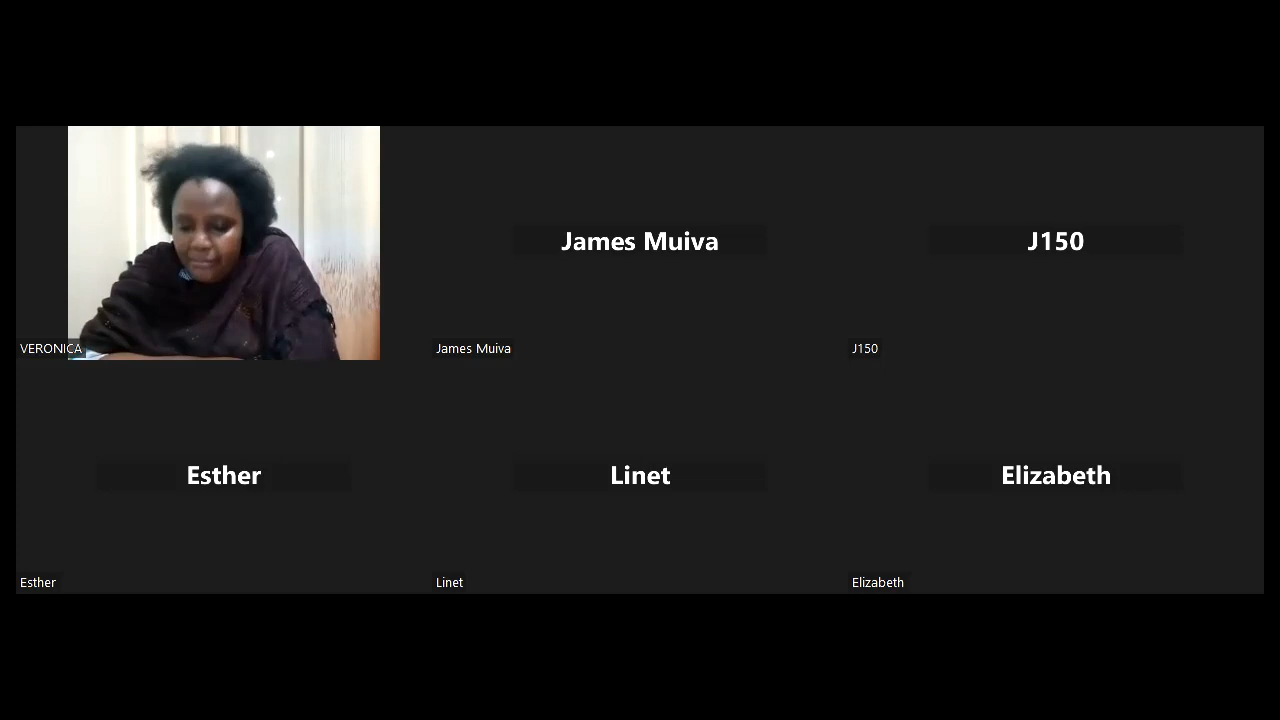 VERONICA
James Muiva
James Muiva
J150
J150
Esther
Esther
Linet
Linet
Elizabeth
Elizabeth